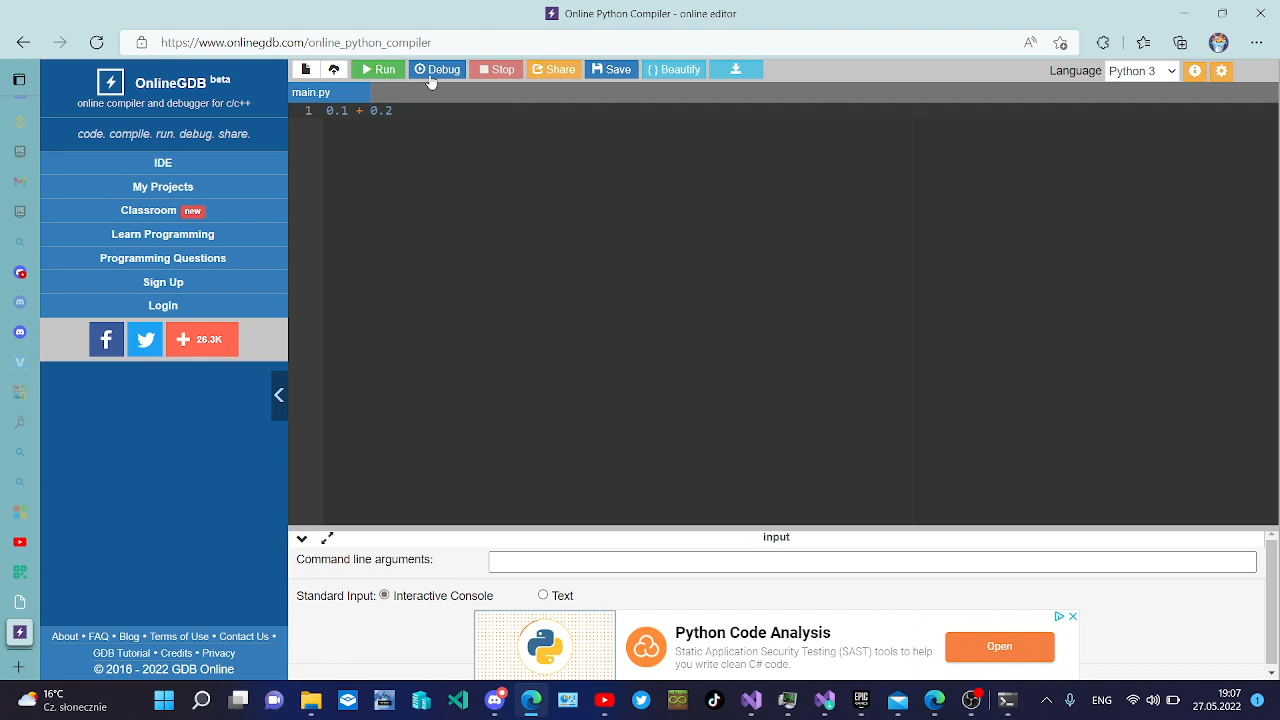 Online Python Compiler - online editor
https://www.onlinegdb.com/online_python_compiler
OnlineGDB beta
online compiler and debugger for c/c++
code. compile. run. debug. share.
IDE
My Projects
Classroom new
Learn Programming
Programming Questions
Sign Up
Login
26.3K
About • FAQ • Blog • Terms of Use • Contact Us •
GDB Tutorial • Credits • Privacy
© 2016 - 2022 GDB Online
Run Debug Stop Share Save { } Beautify
Language Python 3
main.py
1 0.1 + 0.2
input
Command line arguments:
Standard Input: Interactive Console Text
Python Code Analysis
Static Application Security Testing (SAST) tools to help
you write clean C# code.
Open
16°C
Cz. słonecznie
ENG
19:07
27.05.2022
1